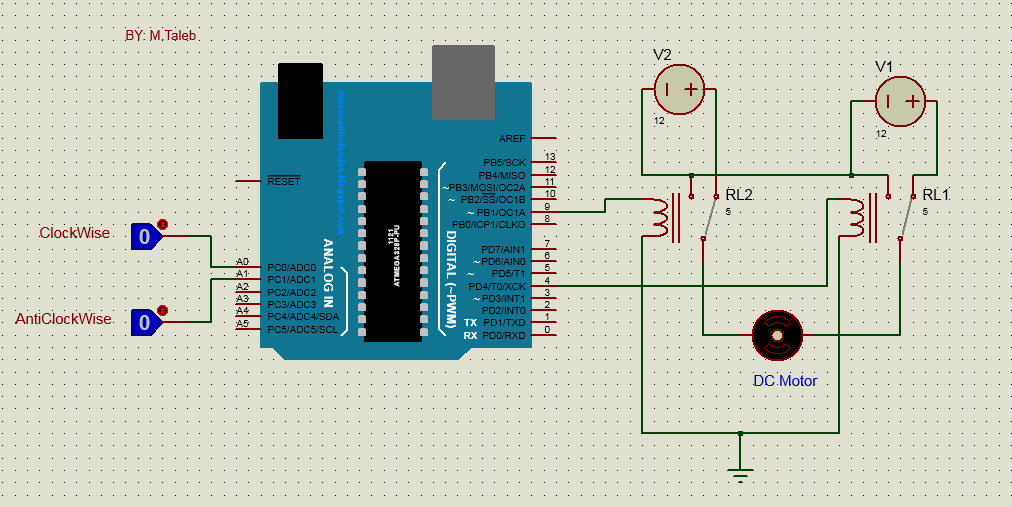 BY: M,Taleb
V2
12
V1
12
microcontrolandos.blogspot.com
AREF
RESET
PB5/SCK 13
PB4/MISO 12
~PB3/MOSI/OC2A 11
~ PB2/SS/OC1B 10
~ PB1/OC1A 9
PB0/ICP1/CLKO 8
PD7/AIN1 7
~ PD6/AIN0 6
~ PD5/T1 5
PD4/T0/XCK 4
~ PD3/INT1 3
PD2/INT0 2
TX PD1/TXD 1
RX PD0/RXD 0
DIGITAL (~PWM)
1121
ATMEGA328P-PU
ANALOG IN
A0 PC0/ADC0
A1 PC1/ADC1
A2 PC2/ADC2
A3 PC3/ADC3
A4 PC4/ADC4/SDA
A5 PC5/ADC5/SCL
ClockWise 0
AntiClockWise 0
RL2
5
RL1
5
DC Motor